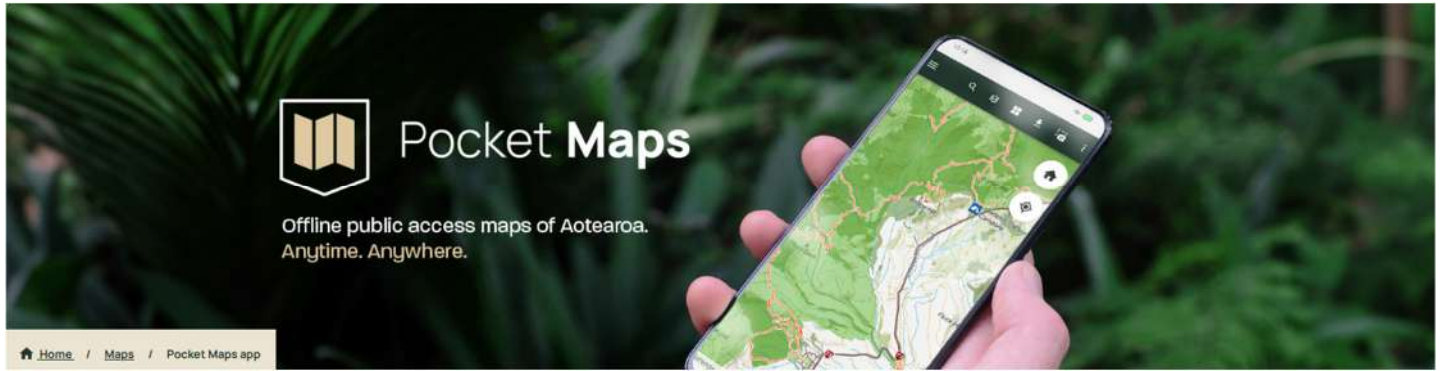 Pocket Maps
Offline public access maps of Aotearoa.
Anytime. Anywhere.
Home / Maps / Pocket Maps app